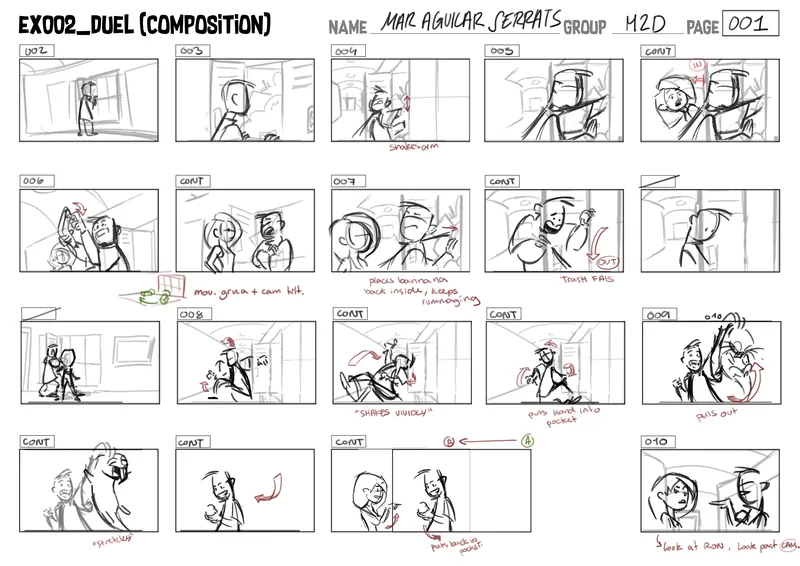 EX002_DUEL (COMPOSITION)
NAME MAR AGUILAR SERRATS GROUP M2D PAGE 001
002
003
004
005
CONT
IN
shakes arm
006
CONT
007
CONT
OUT
mov. grua + cam tilt.
places bannana
back inside, keeps
rummaging
TRASH FALLS
008
CONT
CONT
009
010
"SHAKES VIVIDLY"
puts hand into
pocket
pulls out
CONT
CONT
CONT
B
A
010
"stretches"
puts back in
pocket.
Look at RON, Look past CAM.